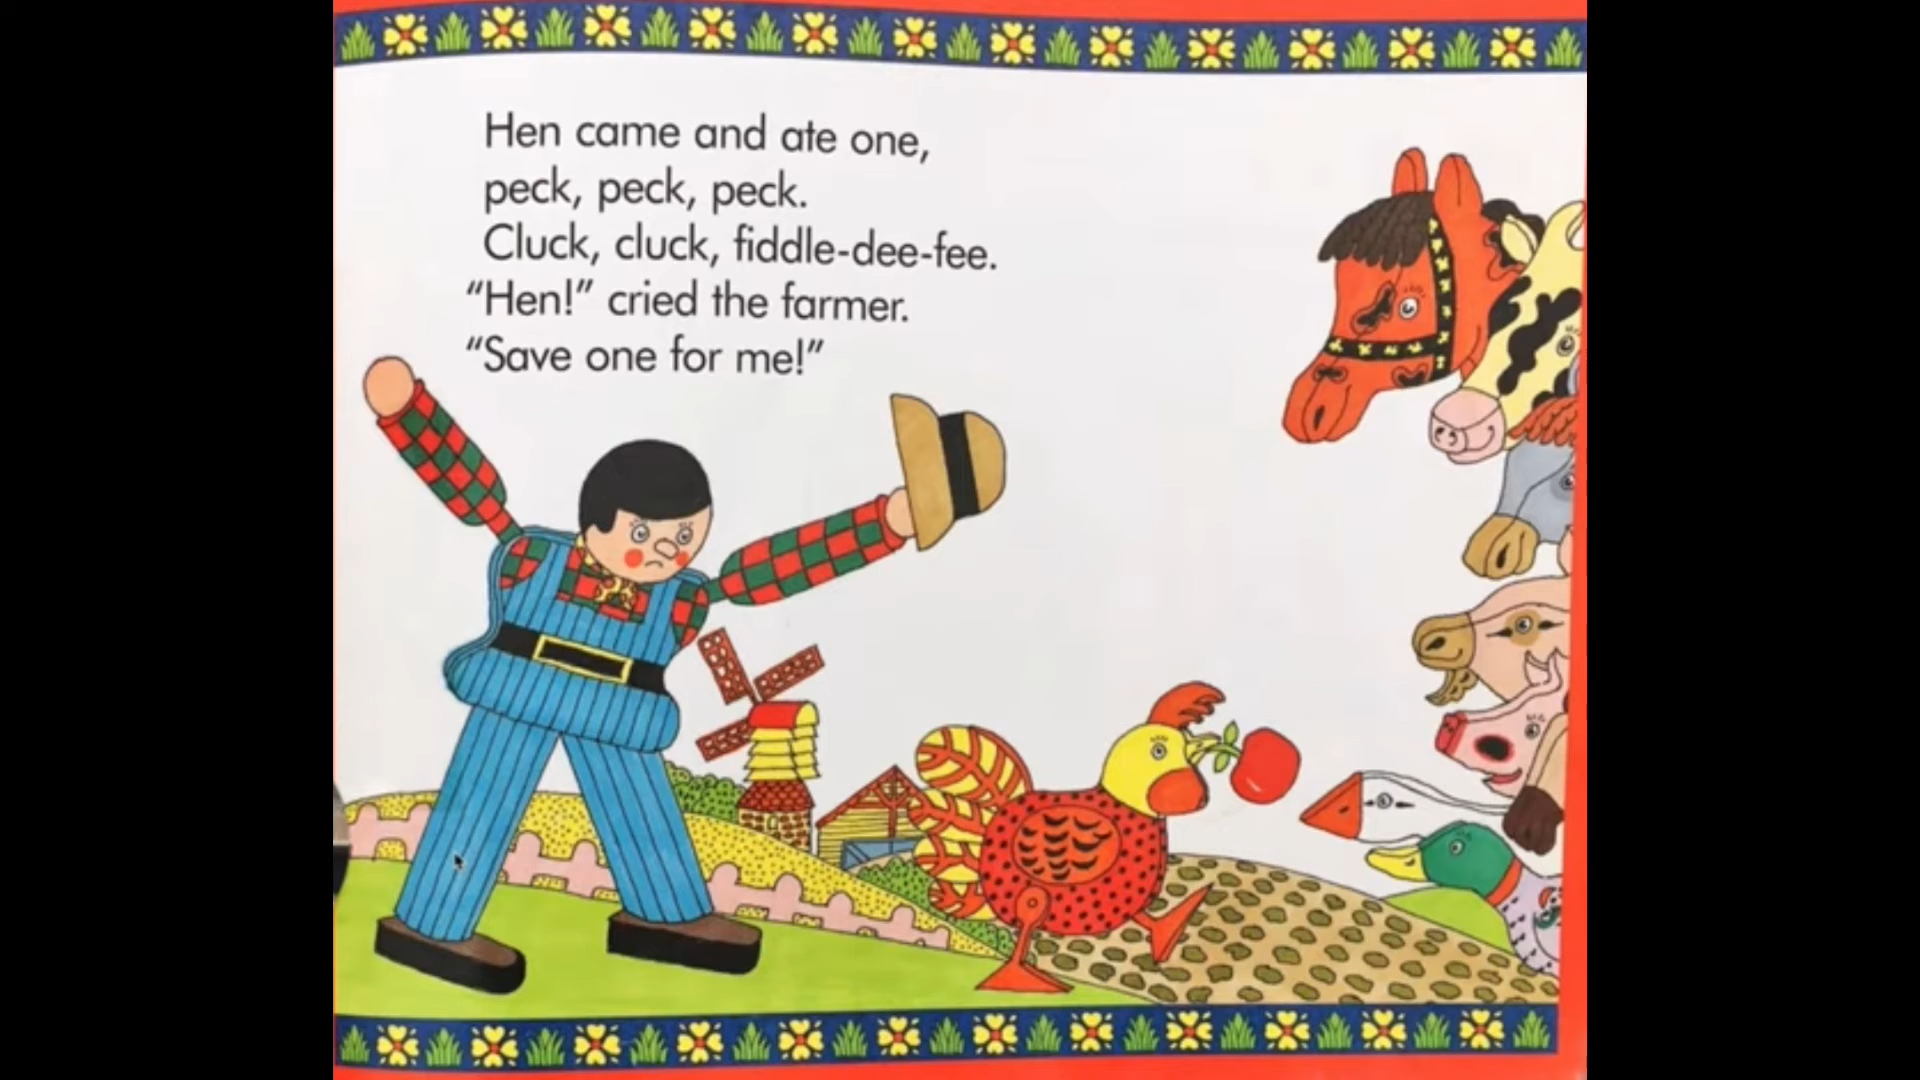 Hen came and ate one,
peck, peck, peck.
Cluck, cluck, fiddle-dee-fee.
“Hen!” cried the farmer.
“Save one for me!”